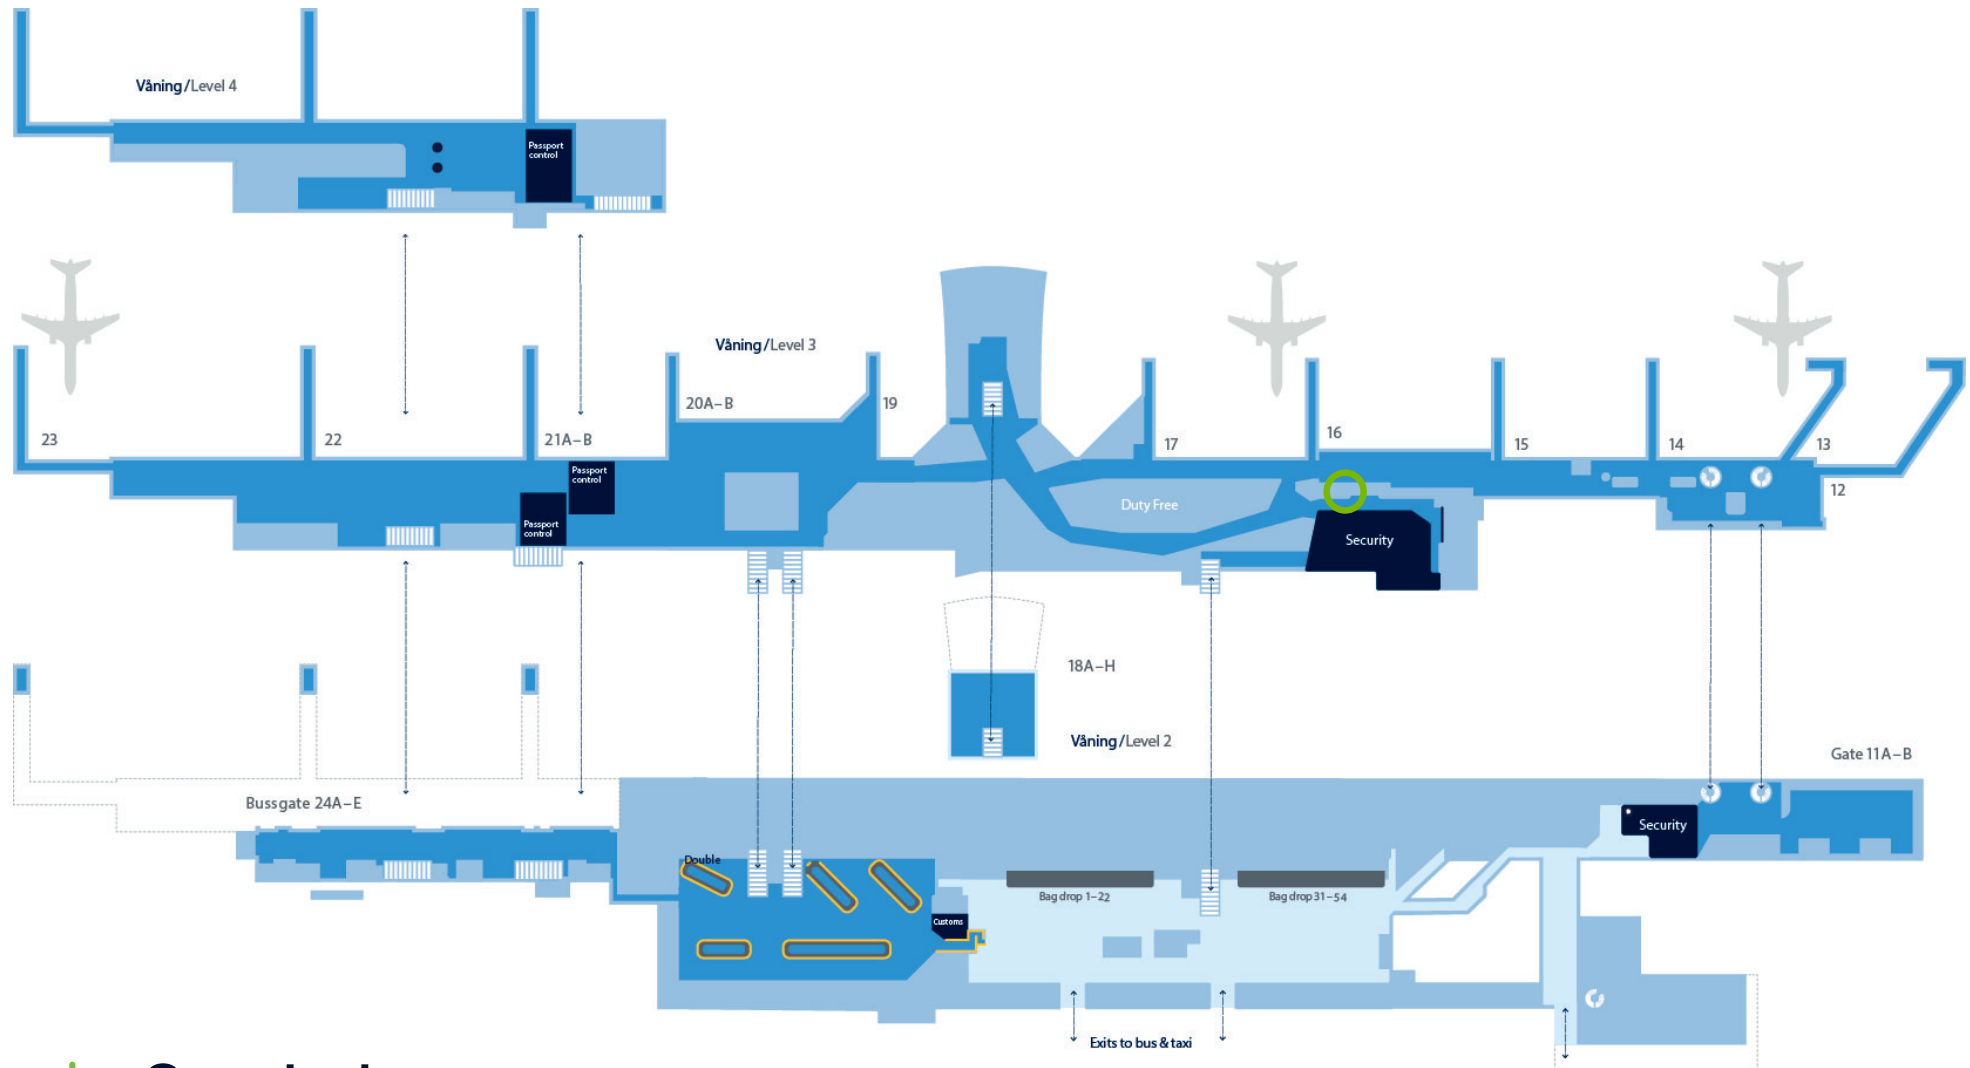 Våning/Level 4
Passport
control
Våning/Level 3
20A–B
19
23
22
21A–B
17
16
15
14
13
12
Passport
control
Passport
control
Duty Free
Security
18A–H
Våning/Level 2
Gate 11A–B
Bussgate 24A–E
Security
Double
Bag drop 1–22
Bag drop 31–54
Customs
Exits to bus & taxi